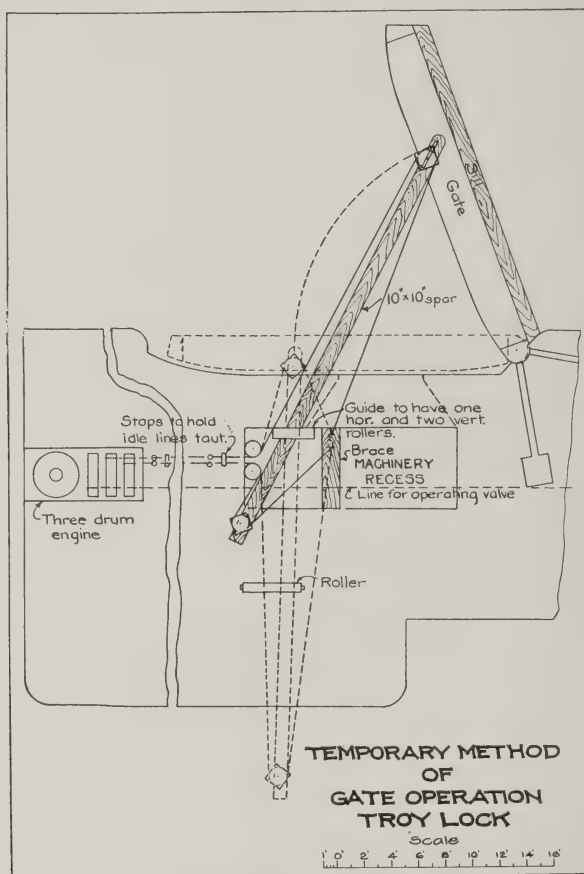 Sill
Gate
10"x10" spar
Guide to have one
hor. and two vert.
rollers.
Stops to hold
idle lines taut.
Brace
MACHINERY
RECESS
Line for operating valve
Three drum
engine
Roller
TEMPORARY METHOD
OF
GATE OPERATION
TROY LOCK
Scale
1' 0' 2' 4' 6' 8' 10' 12' 14' 16'